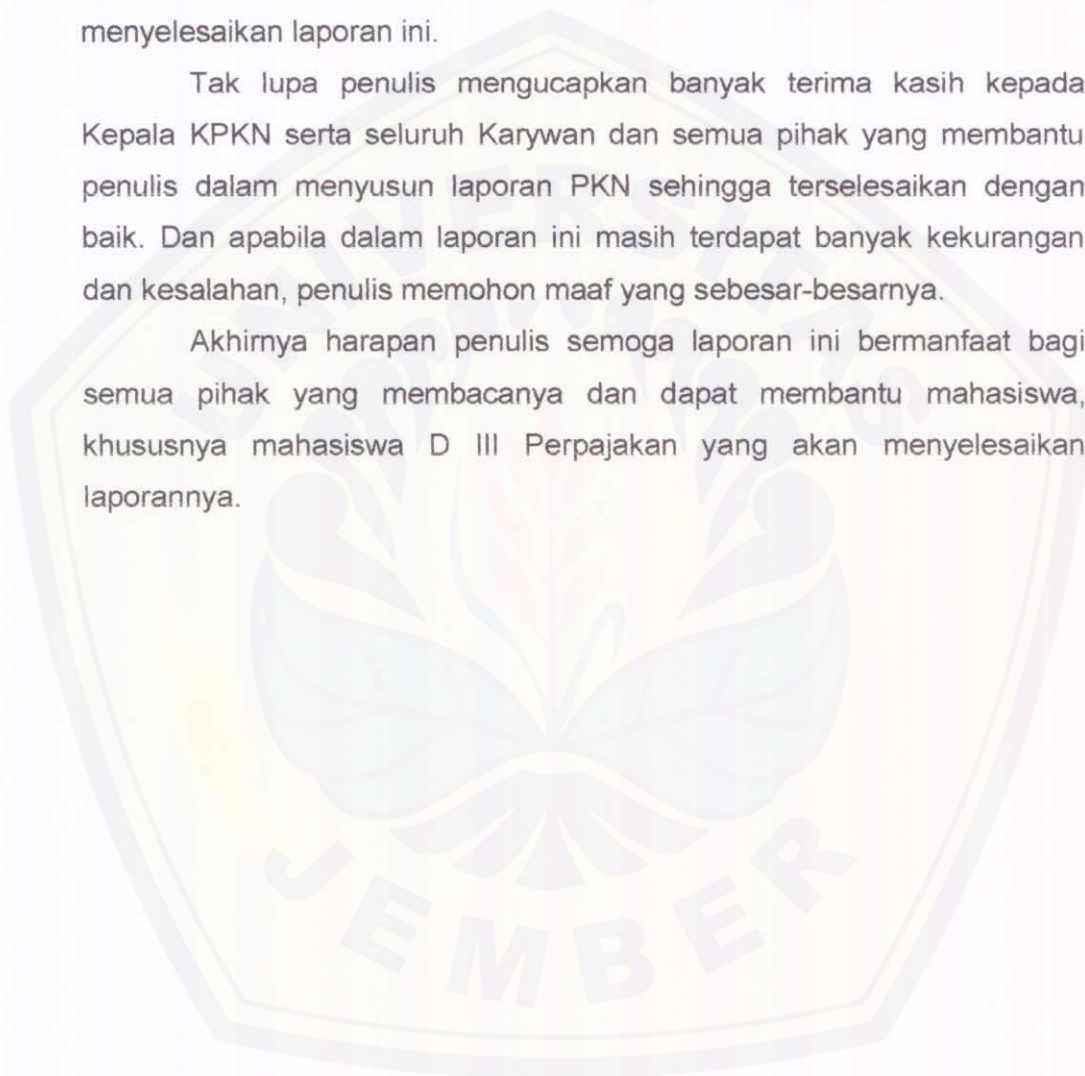 menyelesaikan laporan ini.
Tak lupa penulis mengucapkan banyak terima kasih kepada
Kepala KPKN serta seluruh Karywan dan semua pihak yang membantu
penulis dalam menyusun laporan PKN sehingga terselesaikan dengan
baik. Dan apabila dalam laporan ini masih terdapat banyak kekurangan
dan kesalahan, penulis memohon maaf yang sebesar-besarnya.
Akhirnya harapan penulis semoga laporan ini bermanfaat bagi
semua pihak yang membacanya dan dapat membantu mahasiswa,
khususnya mahasiswa D III Perpajakan yang akan menyelesaikan
laporannya.
UNIVERSITAS
JEMBER